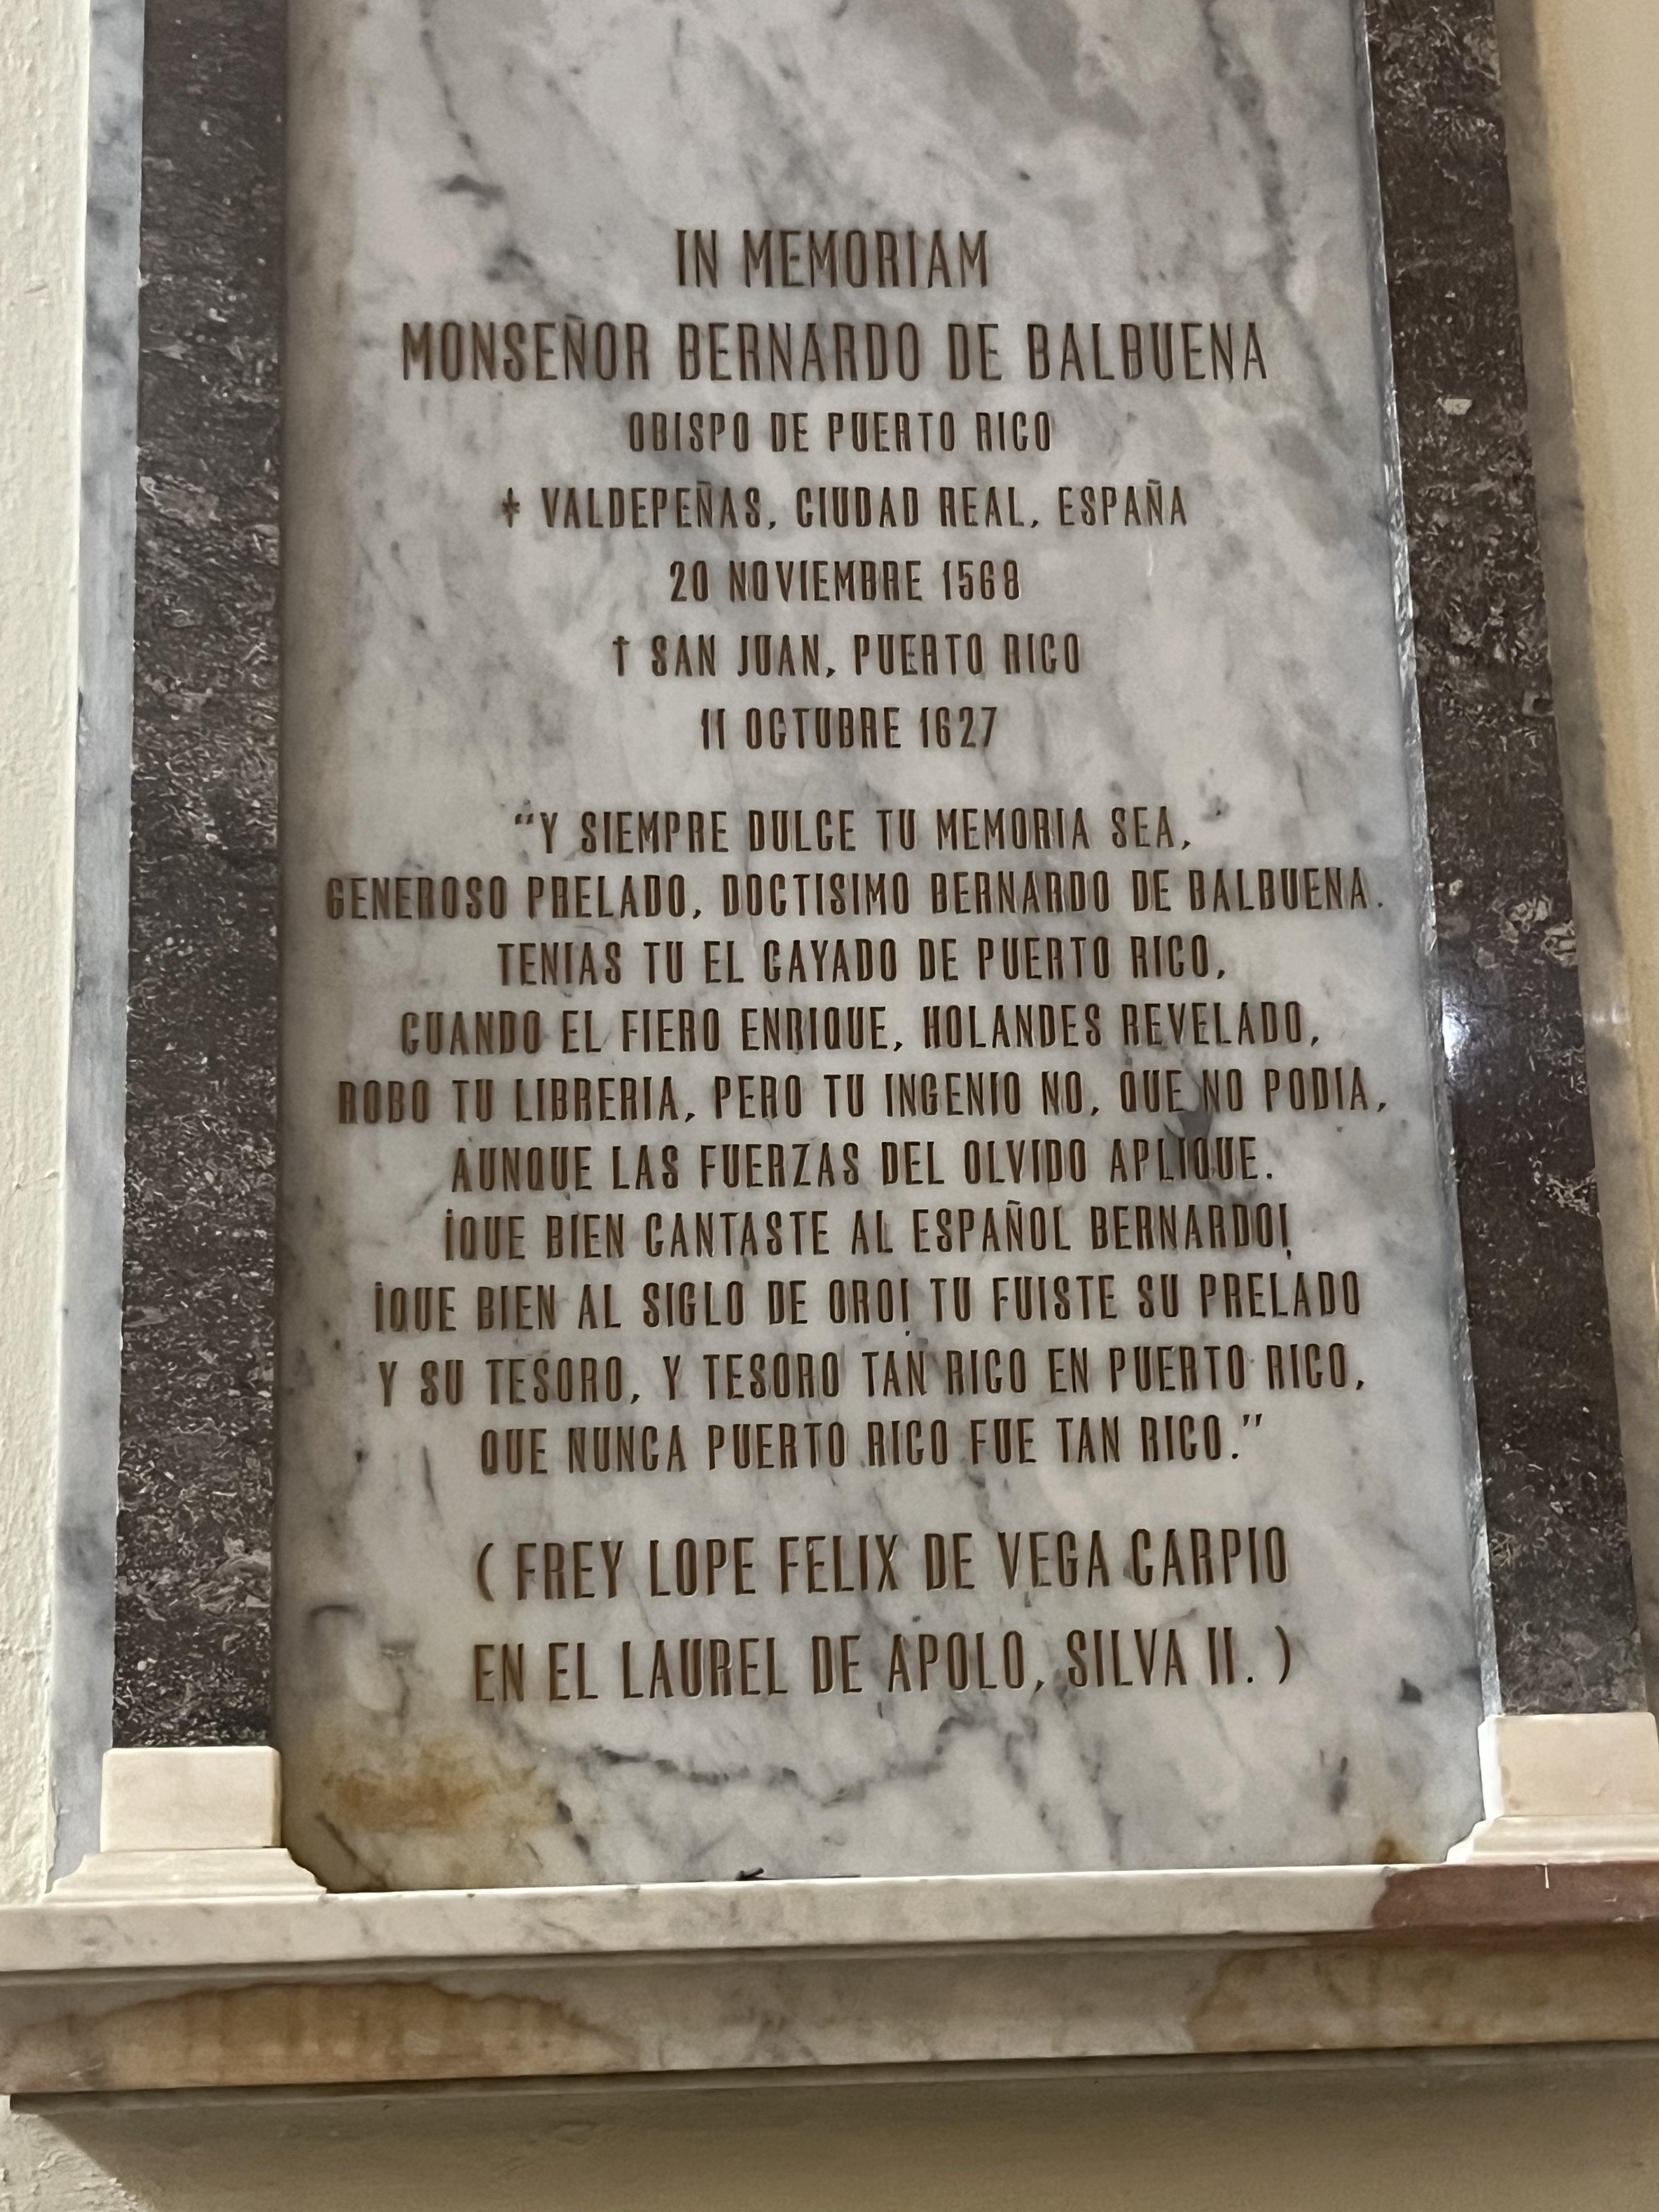 IN MEMORIAM
MONSEÑOR BERNARDO DE BALBUENA
OBISPO DE PUERTO RICO
* VALDEPEÑAS, CIUDAD REAL, ESPAÑA
20 NOVIEMBRE 1568
† SAN JUAN, PUERTO RICO
11 OCTUBRE 1627
“Y SIEMPRE DULCE TU MEMORIA SEA,
GENEROSO PRELADO, DOCTISIMO BERNARDO DE BALBUENA.
TENIAS TU EL CAYADO DE PUERTO RICO,
CUANDO EL FIERO ENRIQUE, HOLANDES REVELADO,
ROBO TU LIBRERIA, PERO TU INGENIO NO, QUE NO PODIA,
AUNQUE LAS FUERZAS DEL OLVIDO APLIQUE.
¡QUE BIEN CANTASTE AL ESPAÑOL BERNARDO!
¡QUE BIEN AL SIGLO DE ORO! TU FUISTE SU PRELADO
Y SU TESORO, Y TESORO TAN RICO EN PUERTO RICO,
QUE NUNCA PUERTO RICO FUE TAN RICO.”
( FREY LOPE FELIX DE VEGA CARPIO
EN EL LAUREL DE APOLO, SILVA II. )